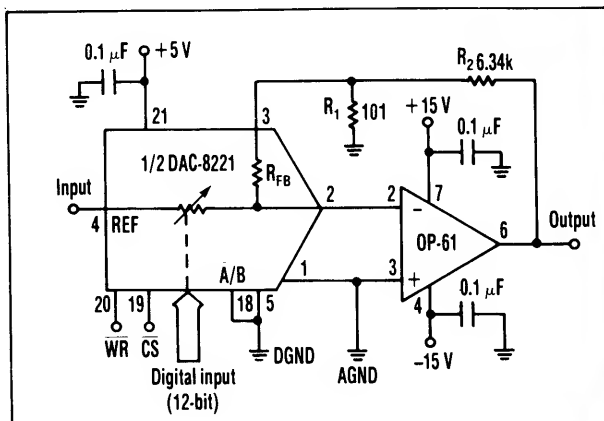 0.1 µF
+5 V
R2 6.34k
21
3
R1
101
+15 V
0.1 µF
1/2 DAC-8221
RFB
7
Input
4
REF
2
2
−
OP-61
6
Output
1
3
+
A/B
4
0.1 µF
20
19
18
5
WR
CS
DGND
AGND
−15 V
Digital input
(12-bit)